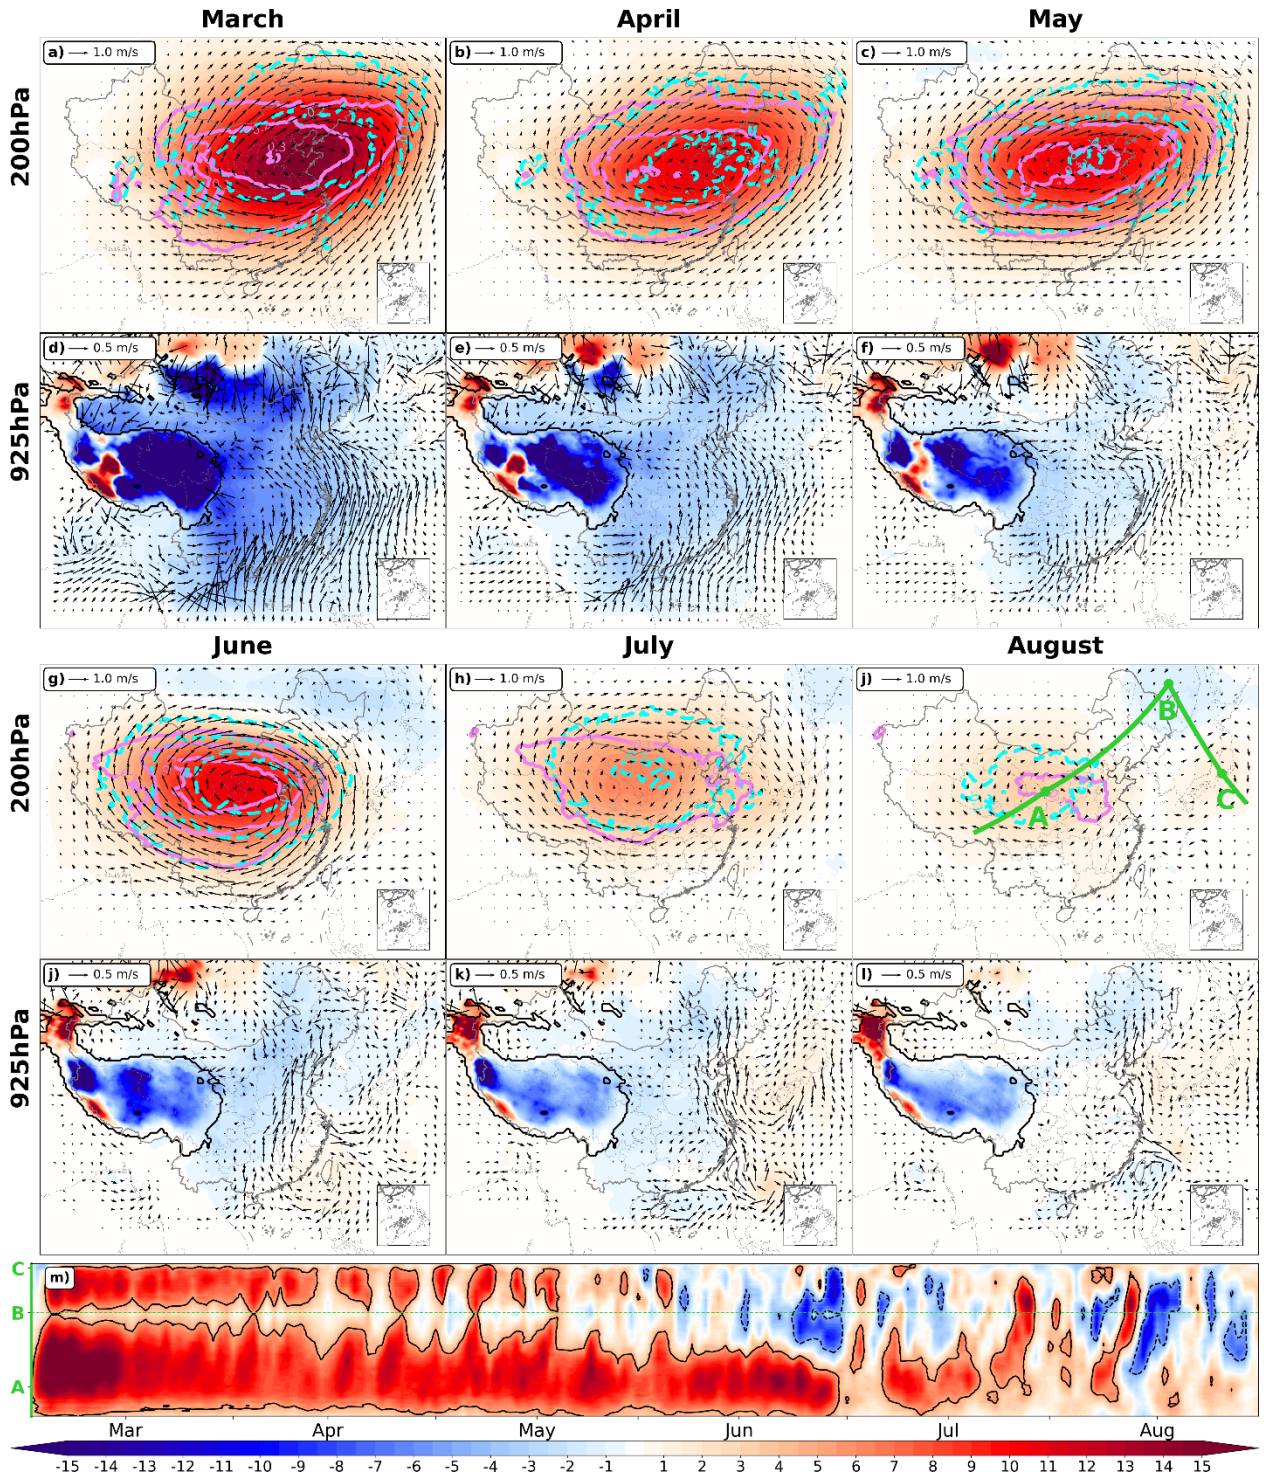 March April May
200hPa
a) 1.0 m/s
b) 1.0 m/s
c) 1.0 m/s
925hPa
d) 0.5 m/s
e) 0.5 m/s
f) 0.5 m/s
June July August
200hPa
g) 1.0 m/s
h) 1.0 m/s
j) 1.0 m/s
B
A
C
925hPa
j) 0.5 m/s
k) 0.5 m/s
l) 0.5 m/s
C
m)
B
A
Mar Apr May Jun Jul Aug
-15 -14 -13 -12 -11 -10 -9 -8 -7 -6 -5 -4 -3 -2 -1 1 2 3 4 5 6 7 8 9 10 11 12 13 14 15